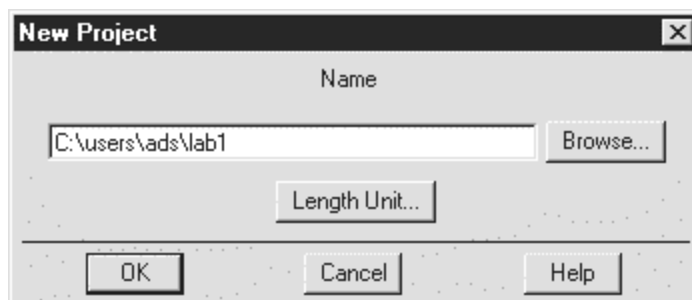 New Project
Name
C:\users\ads\lab1
Browse...
Length Unit...
OK
Cancel
Help